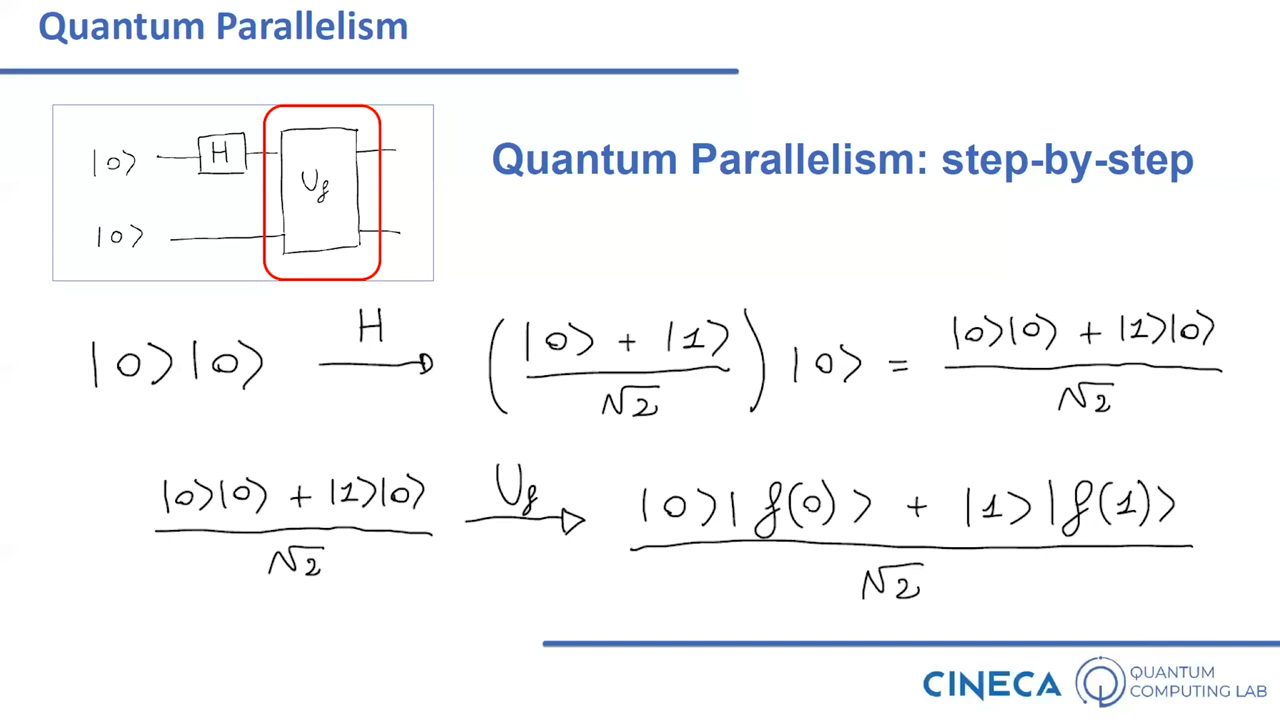 Quantum Parallelism
|0⟩ H
U_f
|0⟩
Quantum Parallelism: step-by-step
|0⟩|0⟩ H → ( |0⟩ + |1⟩ / √2 ) |0⟩ = |0⟩|0⟩ + |1⟩|0⟩ / √2
|0⟩|0⟩ + |1⟩|0⟩ / √2 U_f → |0⟩|f(0)⟩ + |1⟩|f(1)⟩ / √2
CINECA
QUANTUM
COMPUTING LAB